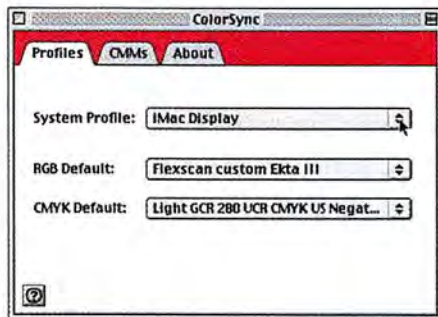 ColorSync
Profiles CMMs About
System Profile: iMac Display
RGB Default: Flexscan custom Ekta III
CMYK Default: Light GCR 280 UCR CMYK US Negat...
?